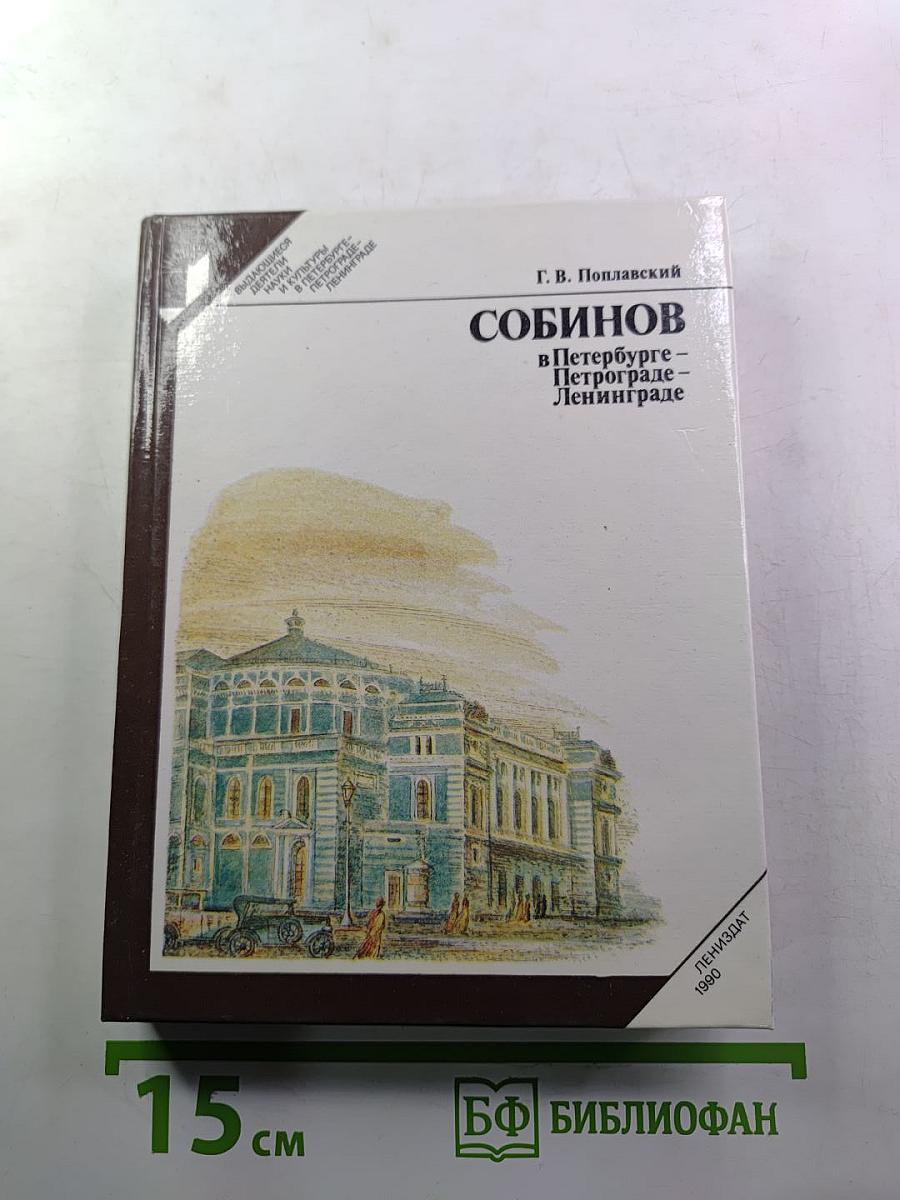 ВЫДАЮЩИЕСЯ
ДЕЯТЕЛИ
НАУКИ
И КУЛЬТУРЫ
В ПЕТЕРБУРГЕ–
ПЕТРОГРАДЕ–
ЛЕНИНГРАДЕ
Г. В. Поплавский
СОБИНОВ
в Петербурге –
Петрограде –
Ленинграде
ЛЕНИЗДАТ
1990
15 см
БФ БИБЛИОФАН